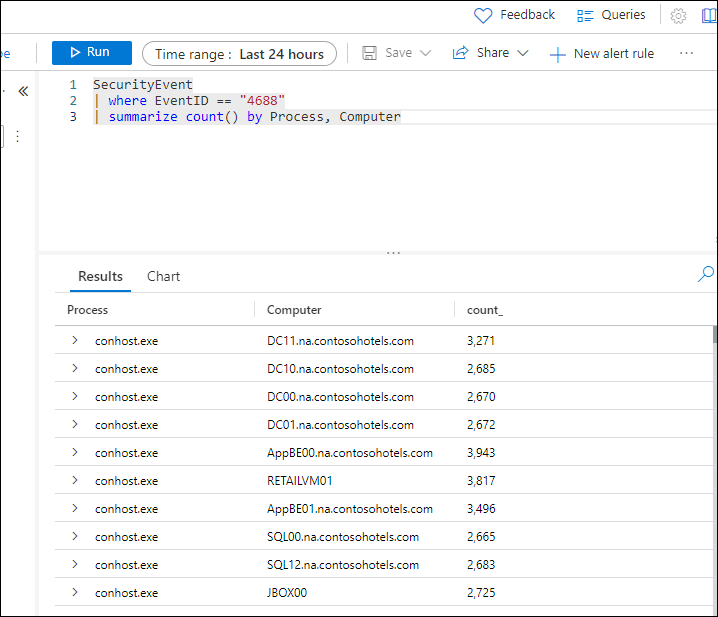 Feedback Queries
Run Time range : Last 24 hours Save Share New alert rule ...
1 SecurityEvent
2 | where EventID == "4688"
3 | summarize count() by Process, Computer
Results Chart
Process Computer count_
conhost.exe DC11.na.contosohotels.com 3,271
conhost.exe DC10.na.contosohotels.com 2,685
conhost.exe DC00.na.contosohotels.com 2,670
conhost.exe DC01.na.contosohotels.com 2,672
conhost.exe AppBE00.na.contosohotels.com 3,943
conhost.exe RETAILVM01 3,817
conhost.exe AppBE01.na.contosohotels.com 3,496
conhost.exe SQL00.na.contosohotels.com 2,665
conhost.exe SQL12.na.contosohotels.com 2,683
conhost.exe JBOX00 2,725